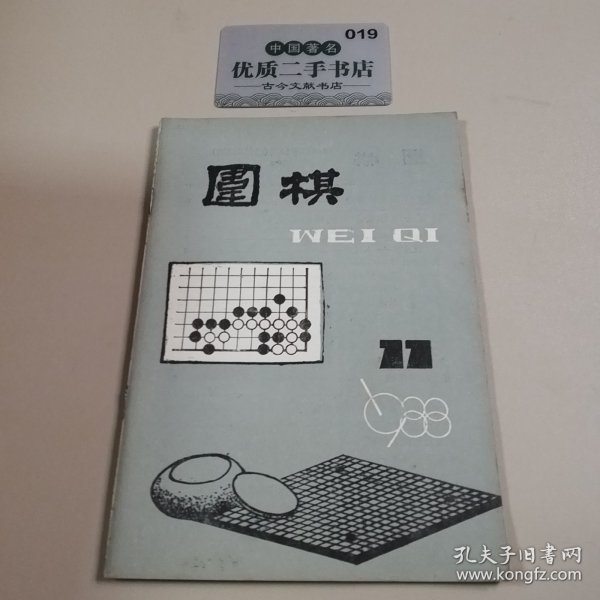 019
中国著名
优质二手书店
古今文献书店
圍棋
WEI QI
11
1988
孔夫子旧书网
www.kongfz.com